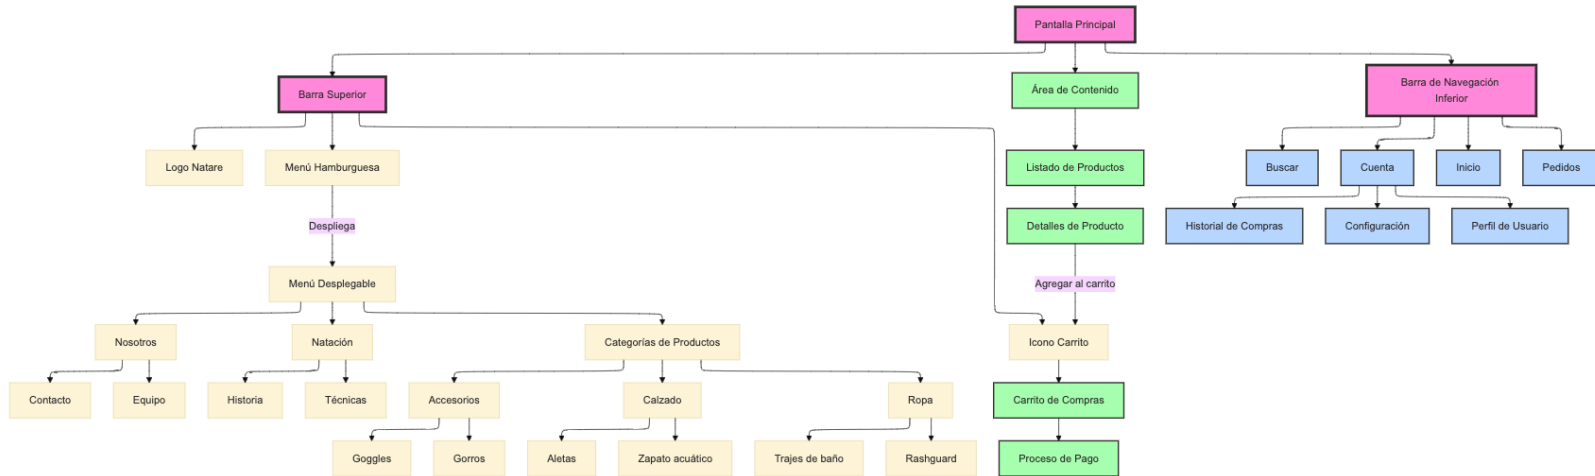 Pantalla Principal
Barra Superior
Área de Contenido
Barra de Navegación
Inferior
Logo Natare
Menú Hamburguesa
Listado de Productos
Buscar
Cuenta
Inicio
Pedidos
Despliega
Detalles de Producto
Historial de Compras
Configuración
Perfil de Usuario
Menú Desplegable
Agregar al carrito
Nosotros
Natación
Categorías de Productos
Icono Carrito
Contacto
Equipo
Historia
Técnicas
Accesorios
Calzado
Ropa
Carrito de Compras
Goggles
Gorros
Aletas
Zapato acuático
Trajes de baño
Rashguard
Proceso de Pago